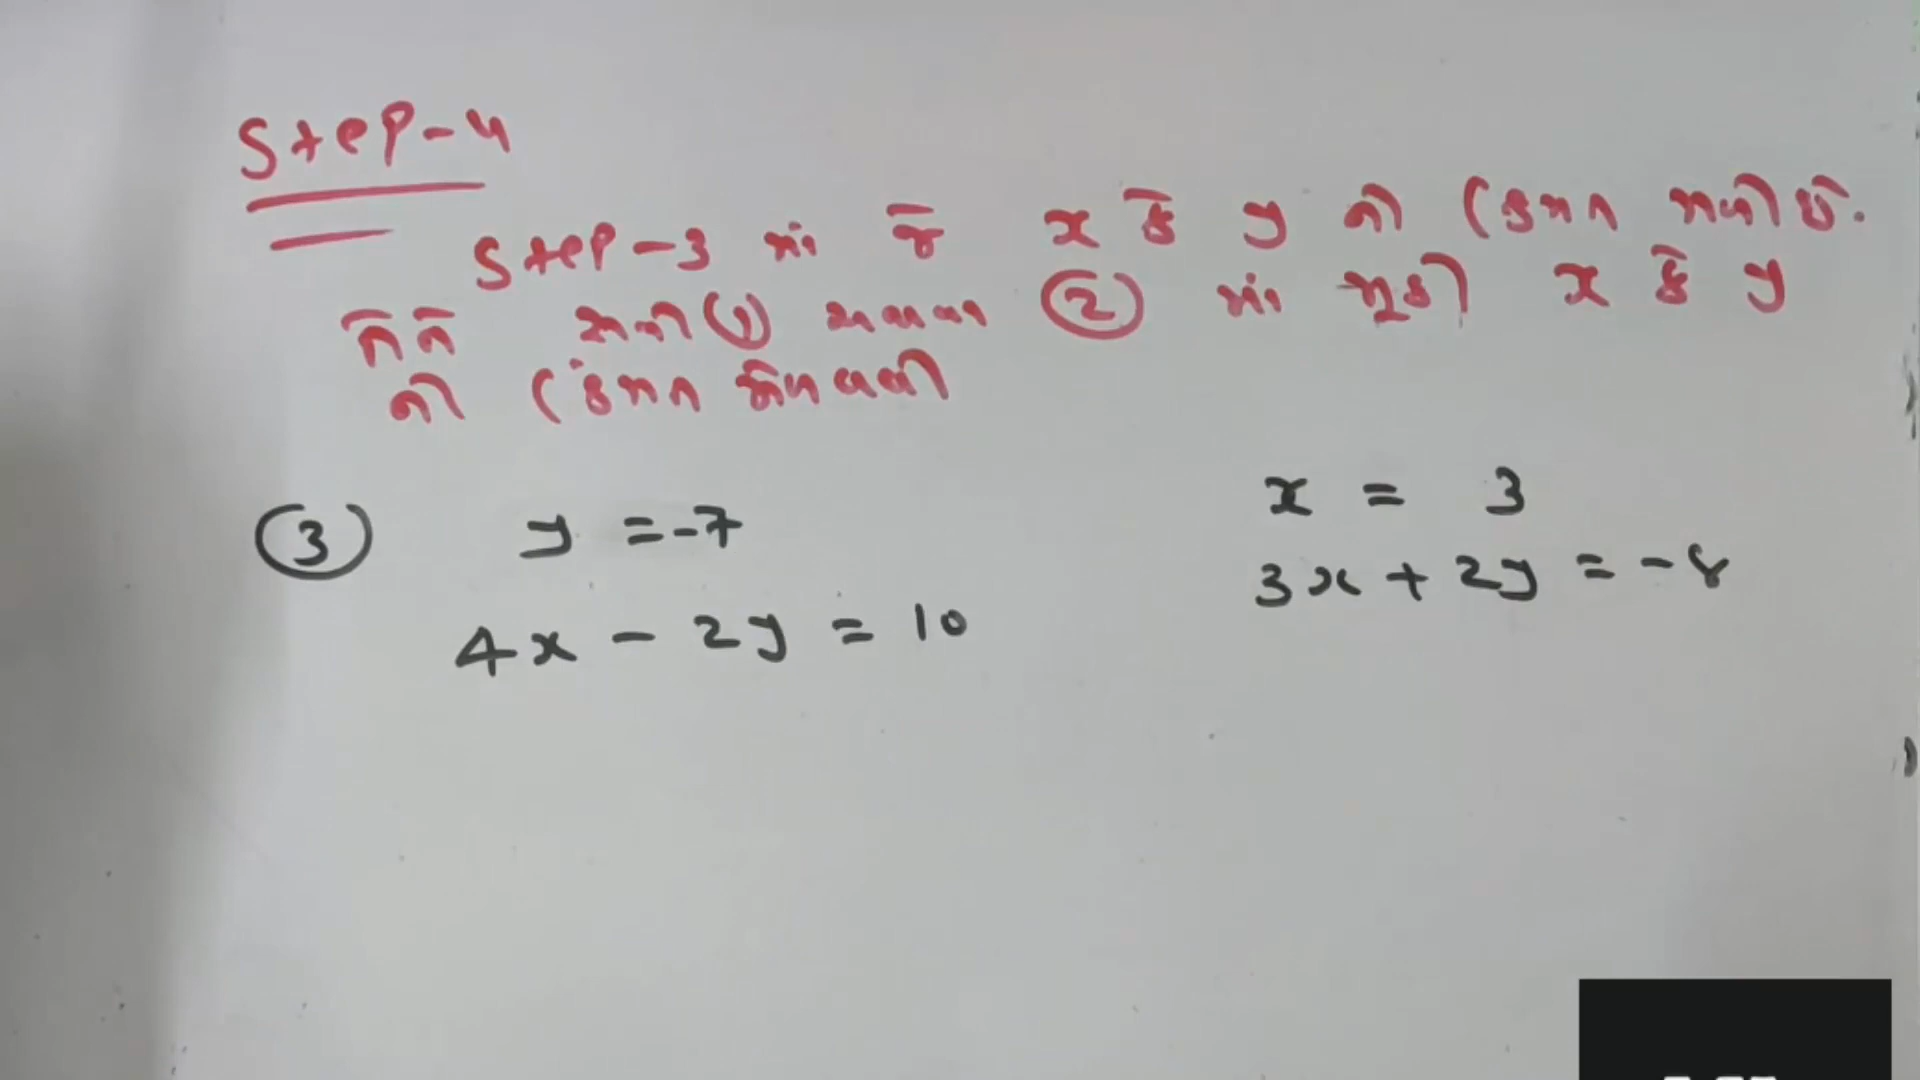 Step-4
Step-3 માં જે x કે y ની કિંમત મળી છે.
તેને સમી (1) અથવા (2) માં મૂકી x કે y
ની કિંમત મેળવવી
(3) y = -7
4x - 2y = 10
x = 3
3x + 2y = -8